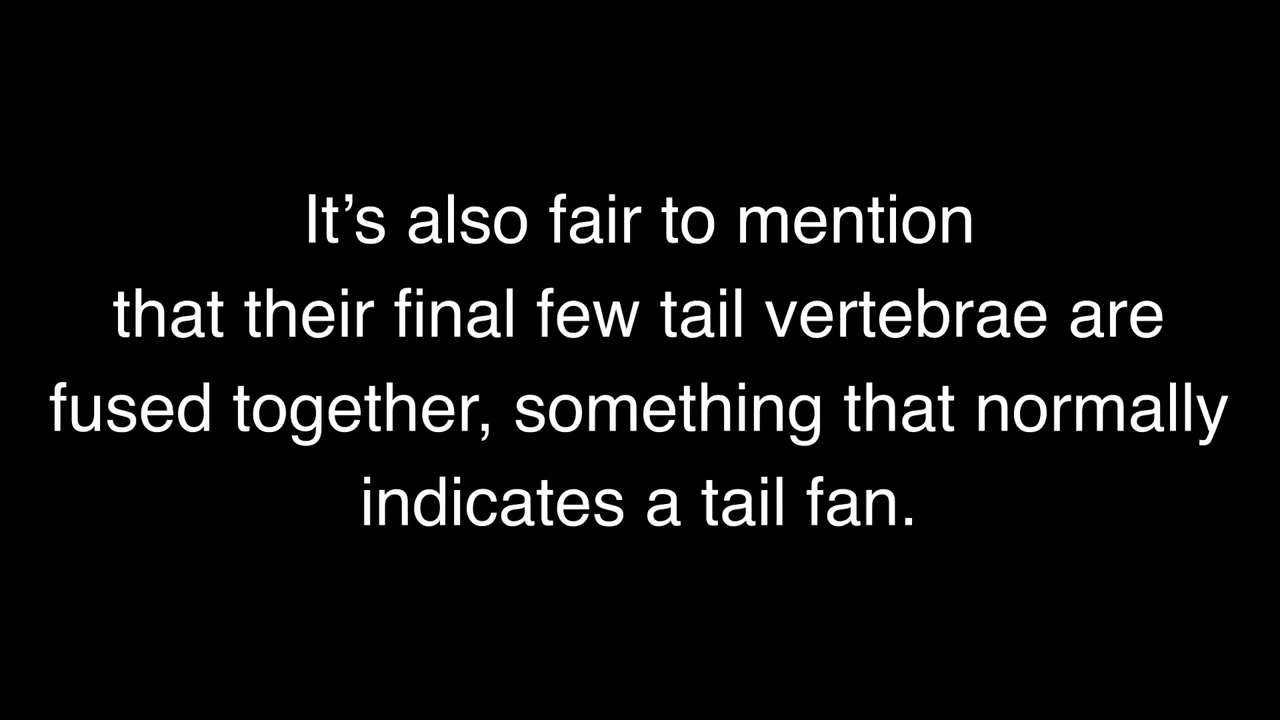 It’s also fair to mention
that their final few tail vertebrae are
fused together, something that normally
indicates a tail fan.